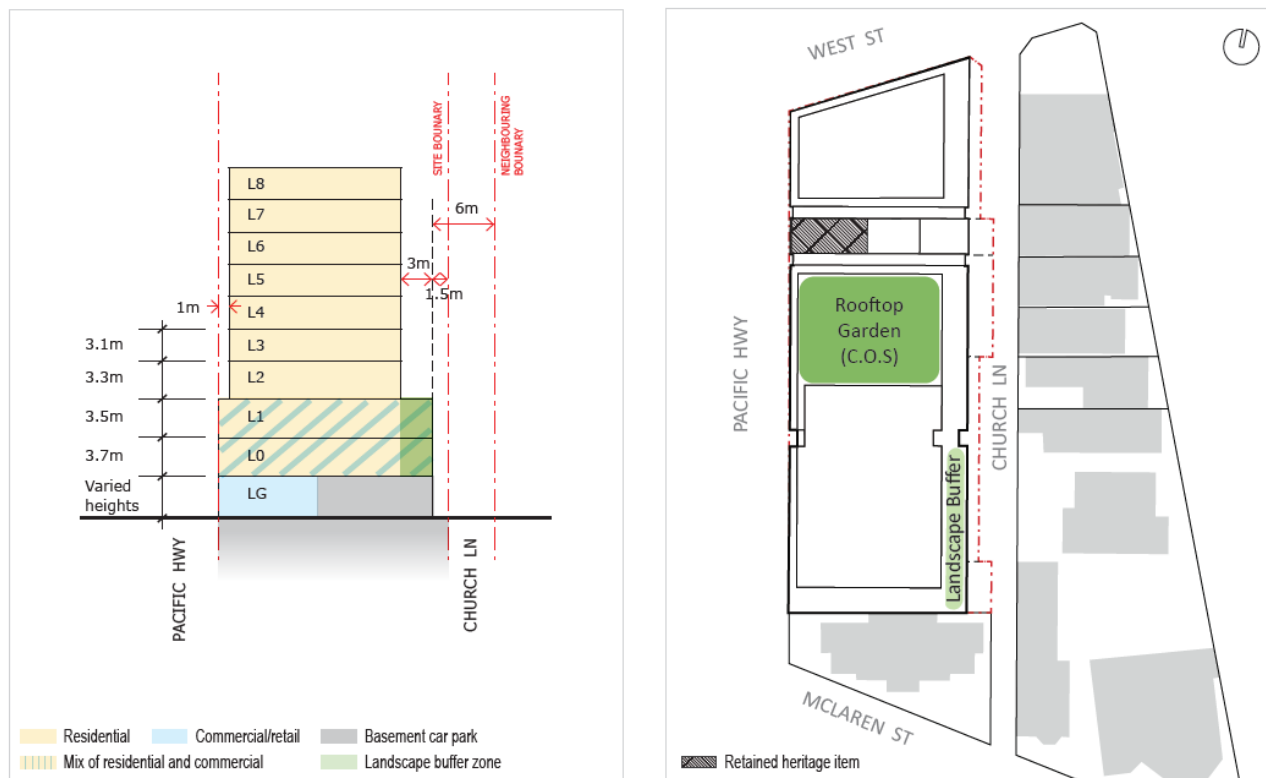 SITE BOUNARY
NEIGHBOURING
BOUNARY
L8
L7
L6
L5
L4
L3
L2
L1
L0
LG
6m
3m
1.5m
1m
3.1m
3.3m
3.5m
3.7m
Varied
heights
PACIFIC HWY
CHURCH LN
Residential
Commercial/retail
Basement car park
Mix of residential and commercial
Landscape buffer zone
WEST ST
Rooftop
Garden
(C.O.S)
PACIFIC HWY
CHURCH LN
Landscape Buffer
MCLAREN ST
Retained heritage item